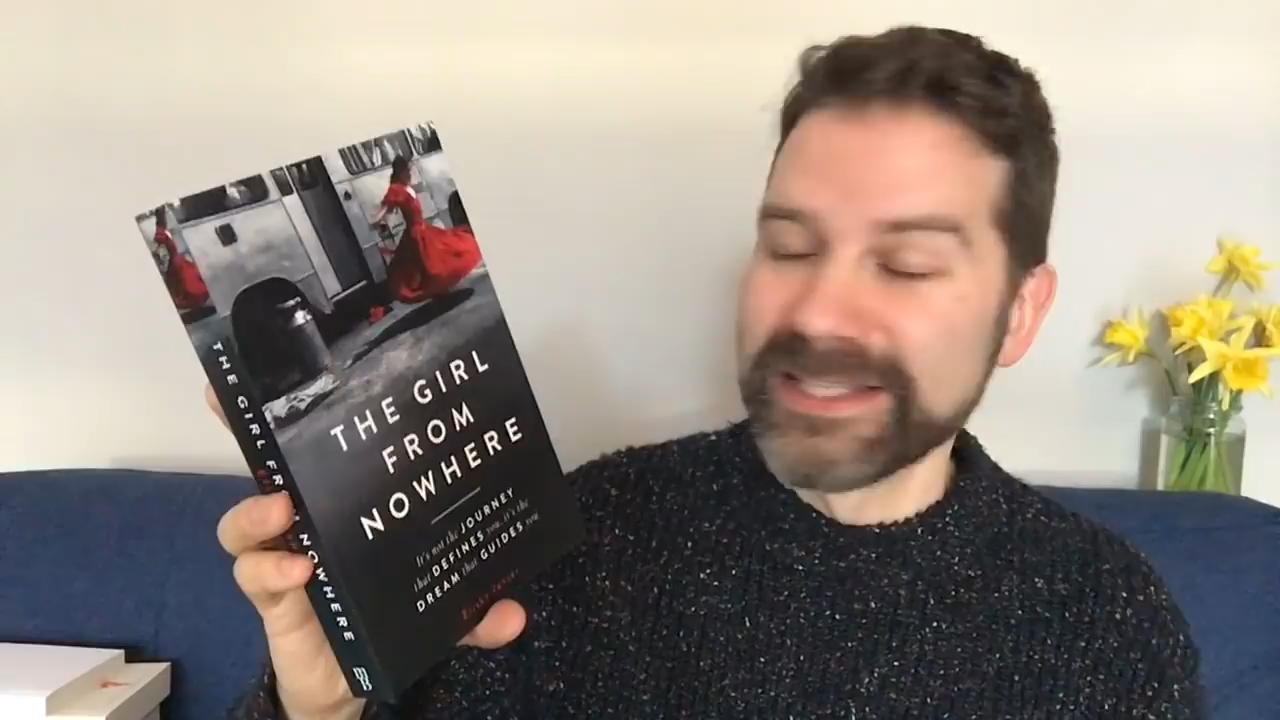 THE GIRL
FROM
NOWHERE
It's not the JOURNEY
that DEFINES you, it's the
DREAM that GUIDES you
THE GIRL FR
NOWHERE